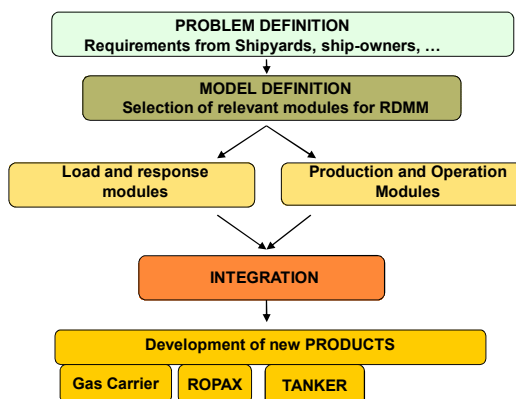 PROBLEM DEFINITION
Requirements from Shipyards, ship-owners, …
MODEL DEFINITION
Selection of relevant modules for RDMM
Load and response
modules
Production and Operation
Modules
INTEGRATION
Development of new PRODUCTS
Gas Carrier
ROPAX
TANKER